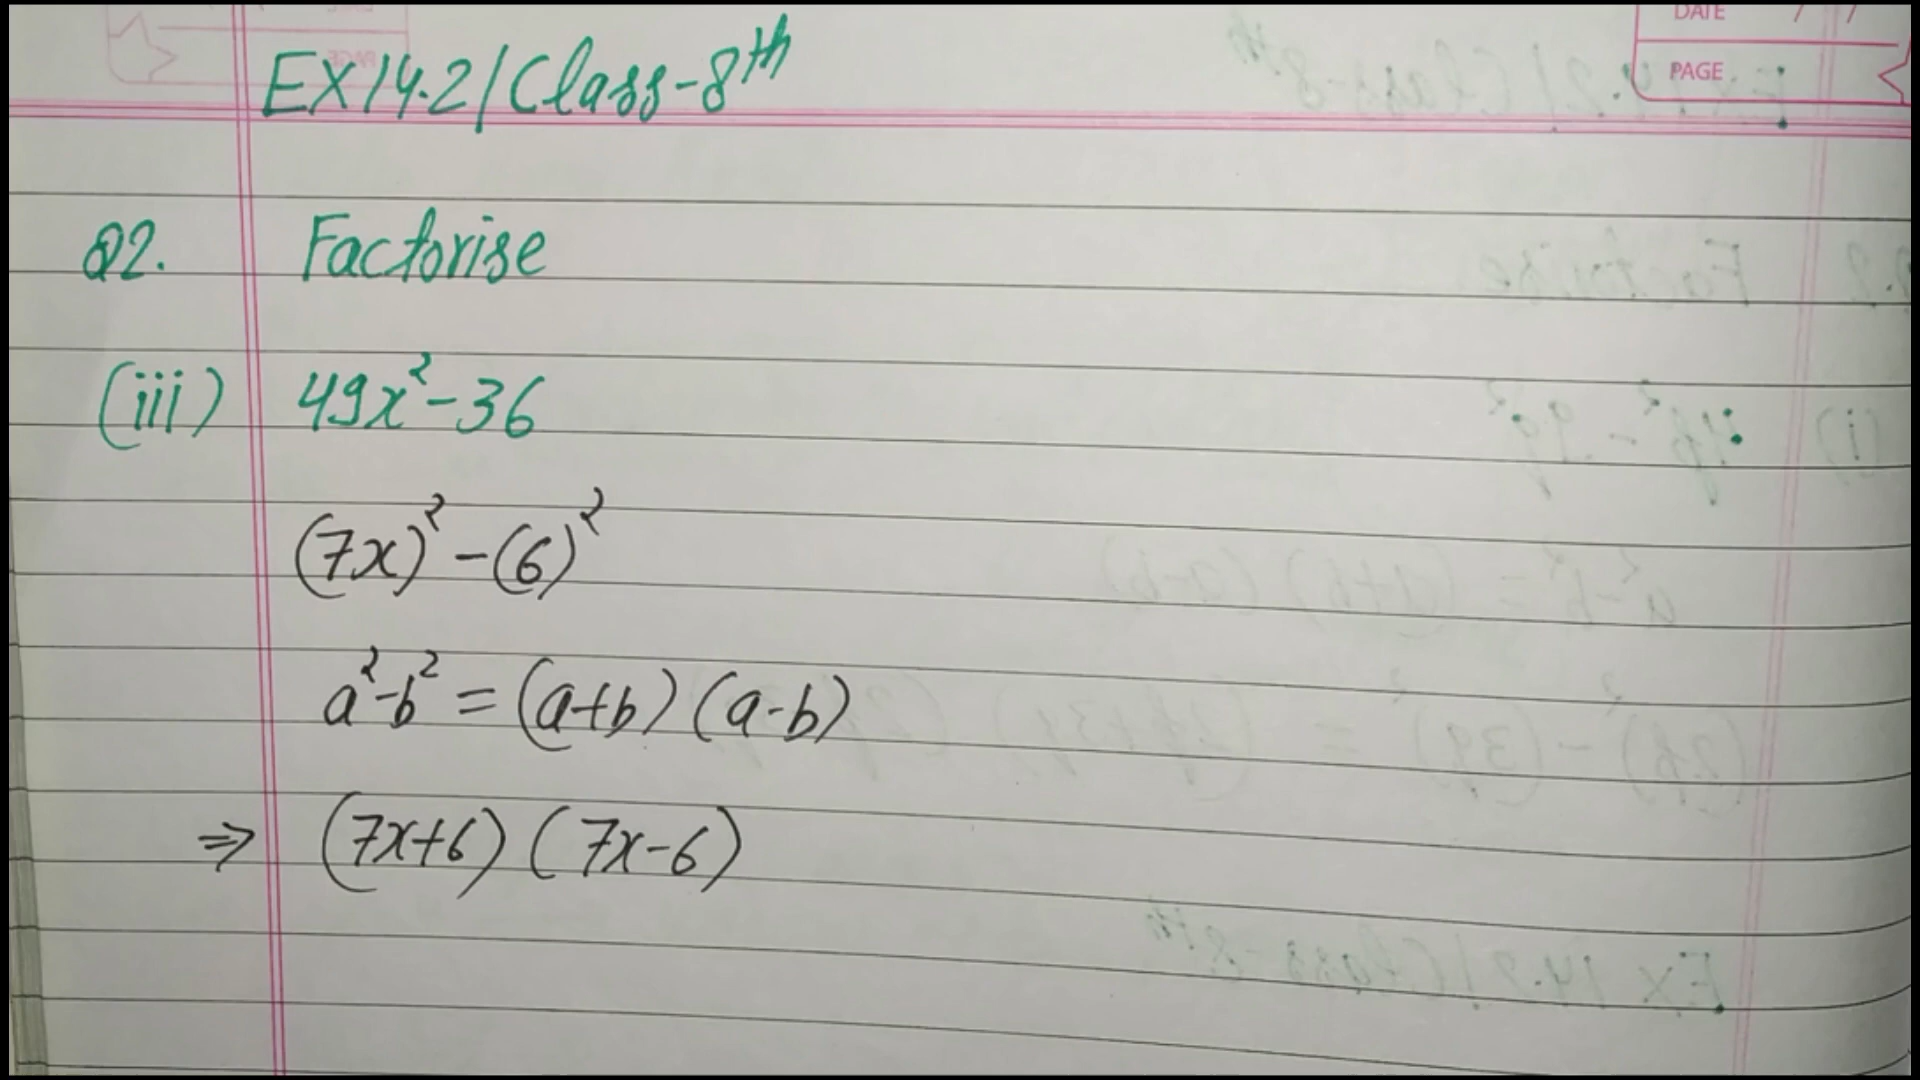 DATE / /
PAGE
EX 14.2 / Class-8th
Q2. Factorise
(iii) 49x²-36
(7x)² - (6)²
a²-b² = (a+b) (a-b)
⇒ (7x+6) (7x-6)